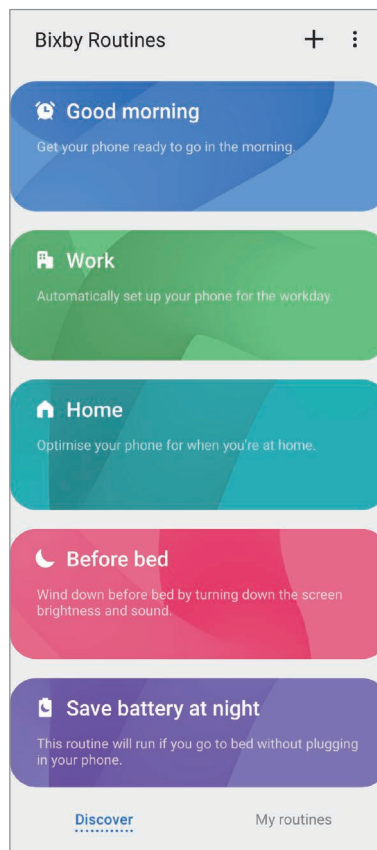 Bixby Routines
Good morning
Get your phone ready to go in the morning.
Work
Automatically set up your phone for the workday.
Home
Optimise your phone for when you're at home.
Before bed
Wind down before bed by turning down the screen
brightness and sound.
Save battery at night
This routine will run if you go to bed without plugging
in your phone.
Discover
My routines